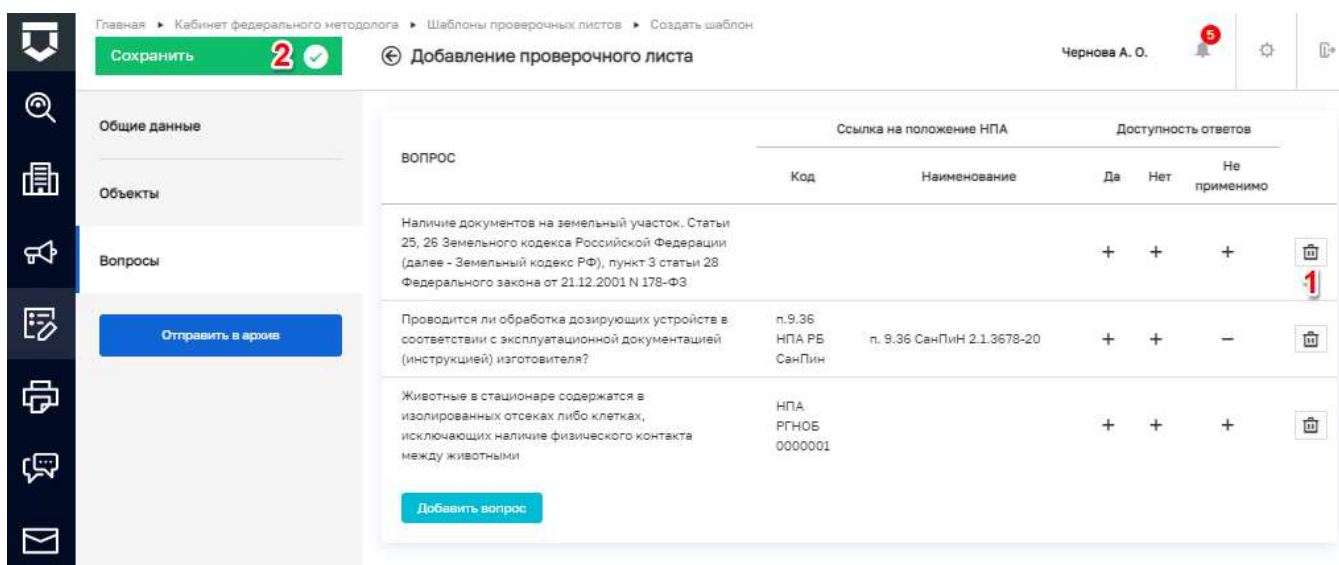 Главная ▸ Кабинет федерального методолога ▸ Шаблоны проверочных листов ▸ Создать шаблон
Сохранить 2
Добавление проверочного листа
Чернова А. О.
5
Общие данные
Объекты
Вопросы
Отправить в архив
Ссылка на положение НПА
Доступность ответов
ВОПРОС
Код
Наименование
Да
Нет
Не
применимо
Наличие документов на земельный участок. Статьи
25, 26 Земельного кодекса Российской Федерации
(далее - Земельный кодекс РФ), пункт 3 статьи 28
Федерального закона от 21.12.2001 N 178-ФЗ
+ + +
1
Проводится ли обработка дозирующих устройств в
соответствии с эксплуатационной документацией
(инструкцией) изготовителя?
п.9.36
НПА РБ
СанПин
п. 9.36 СанПиН 2.1.3678-20
+ + −
Животные в стационаре содержатся в
изолированных отсеках либо клетках,
исключающих наличие физического контакта
между животными
НПА
РГНОБ
0000001
+ + +
Добавить вопрос